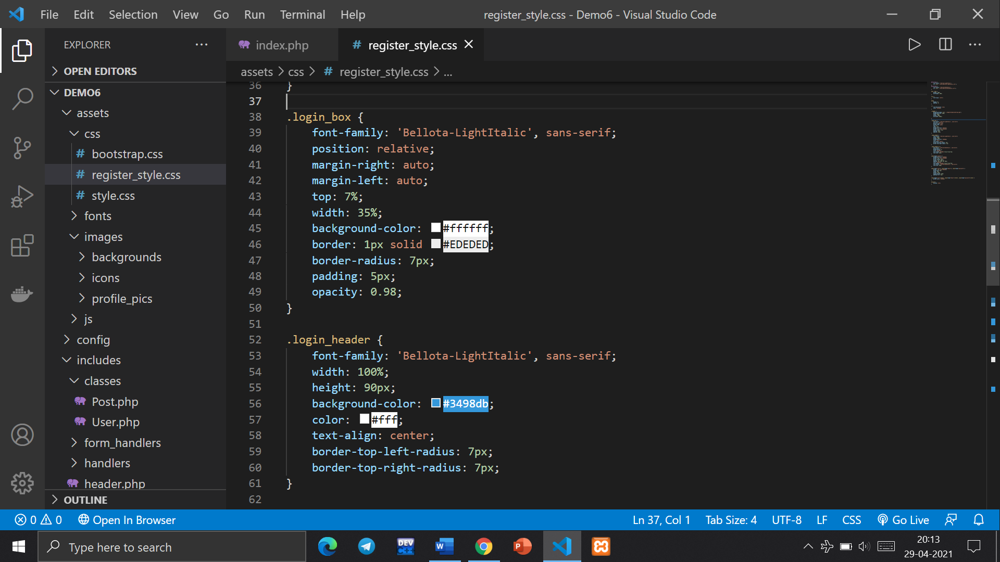 File Edit Selection View Go Run Terminal Help
register_style.css - Demo6 - Visual Studio Code
EXPLORER
OPEN EDITORS
DEMO6
assets
css
# bootstrap.css
# register_style.css
# style.css
fonts
images
backgrounds
icons
profile_pics
js
config
includes
classes
Post.php
User.php
form_handlers
handlers
header.php
OUTLINE
index.php
# register_style.css
assets > css > # register_style.css > ...
36 }
37
38 .login_box {
39 font-family: 'Bellota-LightItalic', sans-serif;
40 position: relative;
41 margin-right: auto;
42 margin-left: auto;
43 top: 7%;
44 width: 35%;
45 background-color: #ffffff;
46 border: 1px solid #EDEDED;
47 border-radius: 7px;
48 padding: 5px;
49 opacity: 0.98;
50 }
51
52 .login_header {
53 font-family: 'Bellota-LightItalic', sans-serif;
54 width: 100%;
55 height: 90px;
56 background-color: #3498db;
57 color: #fff;
58 text-align: center;
59 border-top-left-radius: 7px;
60 border-top-right-radius: 7px;
61 }
62
0 0 Open In Browser
Ln 37, Col 1 Tab Size: 4 UTF-8 LF CSS Go Live
Type here to search
DEV C++
W
P
20:13
29-04-2021